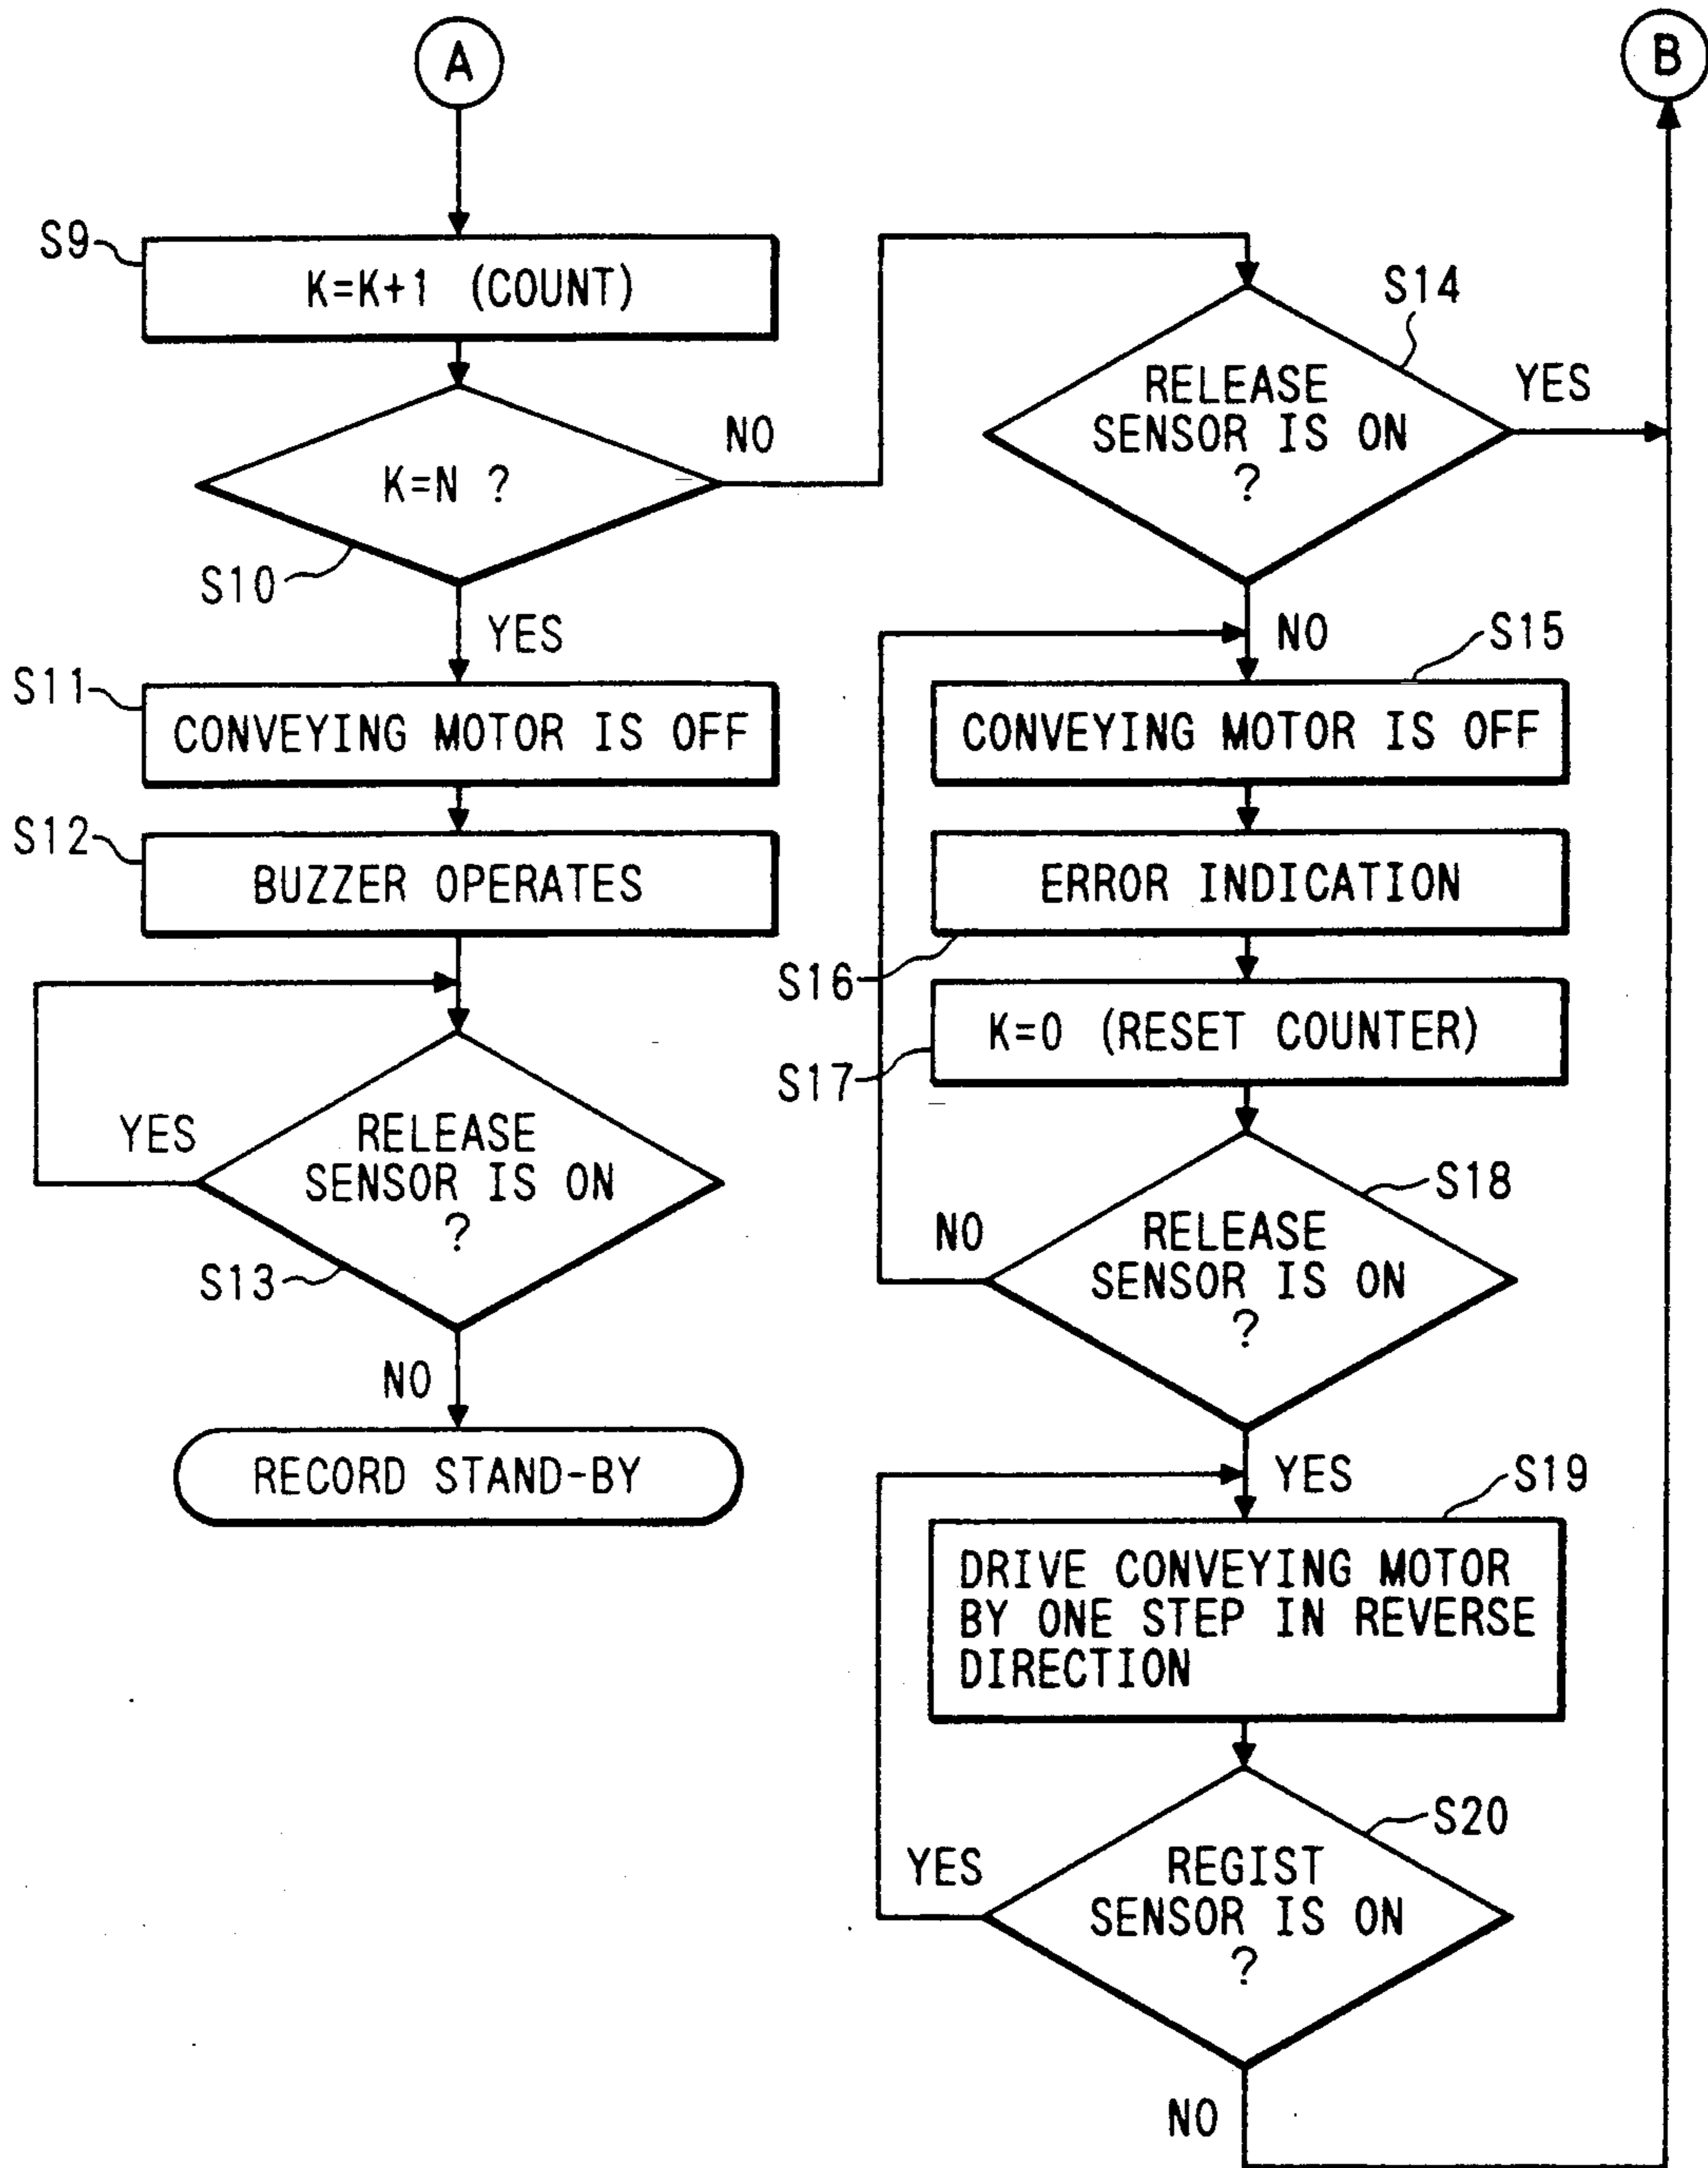 A
S9
K=K+1 (COUNT)
K=N ?
NO
S10
YES
S11
CONVEYING MOTOR IS OFF
S12
BUZZER OPERATES
YES
RELEASE
SENSOR IS ON
?
S13
NO
RECORD STAND-BY
B
S14
RELEASE
SENSOR IS ON
?
YES
NO
S15
CONVEYING MOTOR IS OFF
ERROR INDICATION
S16
K=0 (RESET COUNTER)
S17
S18
RELEASE
SENSOR IS ON
?
NO
YES
S19
DRIVE CONVEYING MOTOR
BY ONE STEP IN REVERSE
DIRECTION
S20
REGIST
SENSOR IS ON
?
YES
NO